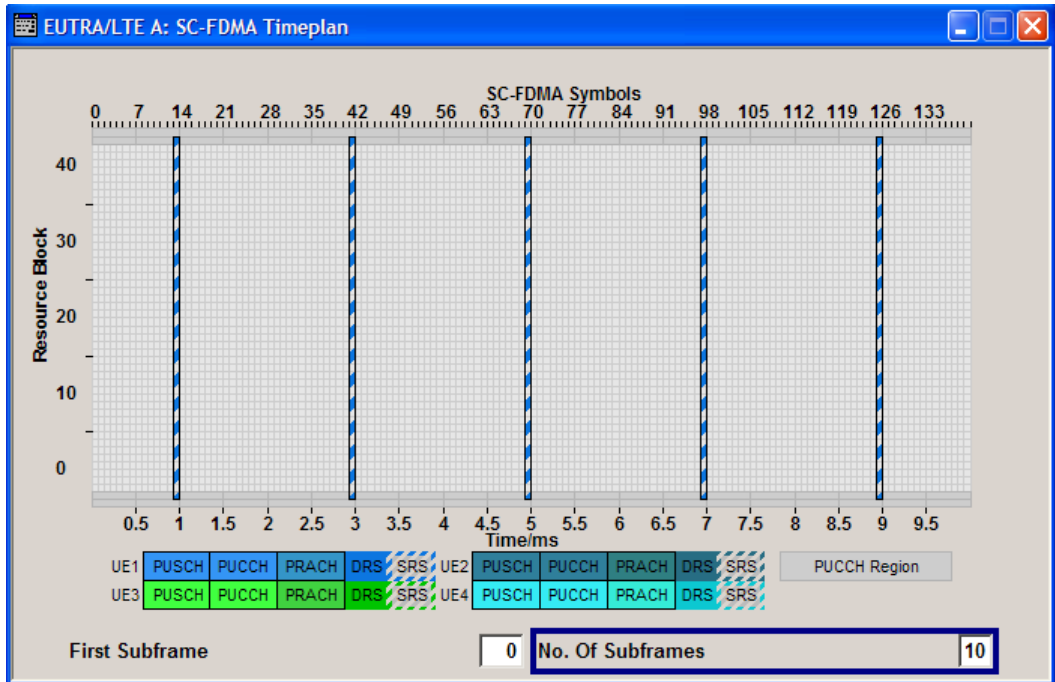 EUTRA/LTE A: SC-FDMA Timeplan
SC-FDMA Symbols
0 7 14 21 28 35 42 49 56 63 70 77 84 91 98 105 112 119 126 133
Resource Block
40
30
20
10
0
0.5 1 1.5 2 2.5 3 3.5 4 4.5 5 5.5 6 6.5 7 7.5 8 8.5 9 9.5
Time/ms
UE1 PUSCH PUCCH PRACH DRS SRS UE2 PUSCH PUCCH PRACH DRS SRS PUCCH Region
UE3 PUSCH PUCCH PRACH DRS SRS UE4 PUSCH PUCCH PRACH DRS SRS
First Subframe 0 No. Of Subframes 10